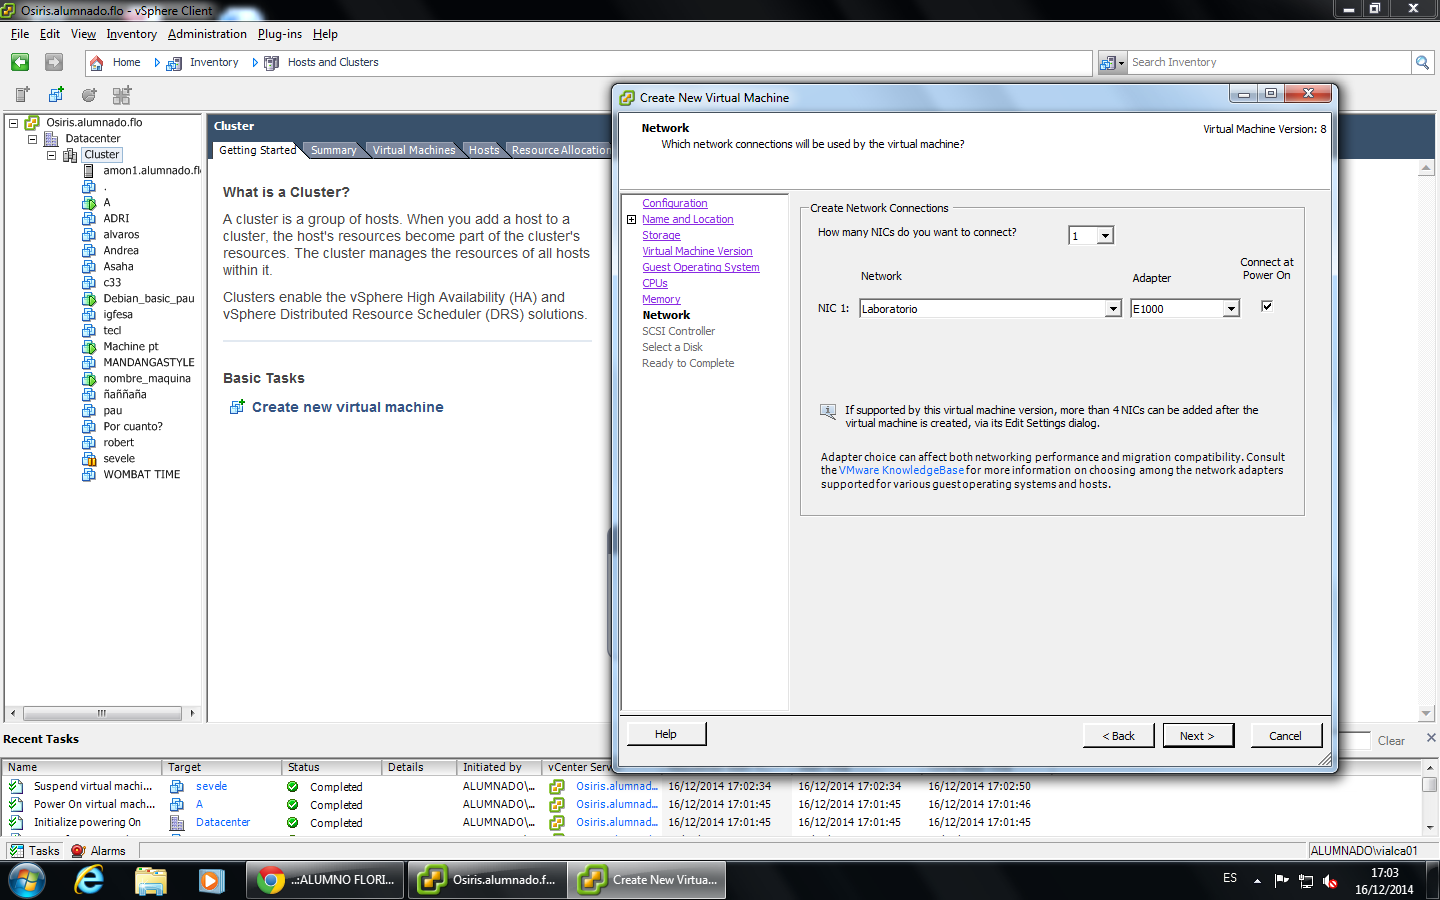 Osiris.alumnado.flo - vSphere Client
File Edit View Inventory Administration Plug-ins Help
Home Inventory Hosts and Clusters
Search Inventory
Osiris.alumnado.flo
Datacenter
Cluster
amon1.alumnado.fl
.
A
ADRI
alvaros
Andrea
Asaha
c33
Debian_basic_pau
igfesa
tecl
Machine pt
MANDANGASTYLE
nombre_maquina
ñaññaña
pau
Por cuanto?
robert
sevele
WOMBAT TIME
Cluster
Getting Started Summary Virtual Machines Hosts Resource Allocation
What is a Cluster?
A cluster is a group of hosts. When you add a host to a
cluster, the host's resources become part of the cluster's
resources. The cluster manages the resources of all hosts
within it.
Clusters enable the vSphere High Availability (HA) and
vSphere Distributed Resource Scheduler (DRS) solutions.
Basic Tasks
Create new virtual machine
Create New Virtual Machine
Network
Which network connections will be used by the virtual machine?
Virtual Machine Version: 8
Configuration
Name and Location
Storage
Virtual Machine Version
Guest Operating System
CPUs
Memory
Network
SCSI Controller
Select a Disk
Ready to Complete
Create Network Connections
How many NICs do you want to connect? 1
Network Adapter Connect at
Power On
NIC 1: Laboratorio E1000
If supported by this virtual machine version, more than 4 NICs can be added after the
virtual machine is created, via its Edit Settings dialog.
Adapter choice can affect both networking performance and migration compatibility. Consult
the VMware KnowledgeBase for more information on choosing among the network adapters
supported for various guest operating systems and hosts.
Help < Back Next > Cancel
Recent Tasks
Clear
Name Target Status Details Initiated by vCenter Serv
Suspend virtual machi... sevele Completed ALUMNADO\... Osiris.alumnad... 16/12/2014 17:02:34 16/12/2014 17:02:34 16/12/2014 17:02:50
Power On virtual mach... A Completed ALUMNADO\... Osiris.alumnad... 16/12/2014 17:01:45 16/12/2014 17:01:45 16/12/2014 17:01:46
Initialize powering On Datacenter Completed ALUMNADO\... Osiris.alumnad... 16/12/2014 17:01:45 16/12/2014 17:01:45 16/12/2014 17:01:45
Tasks Alarms
ALUMNADO\vialca01
..:ALUMNO FLORI... Osiris.alumnado.f... Create New Virtua...
ES
17:03
16/12/2014